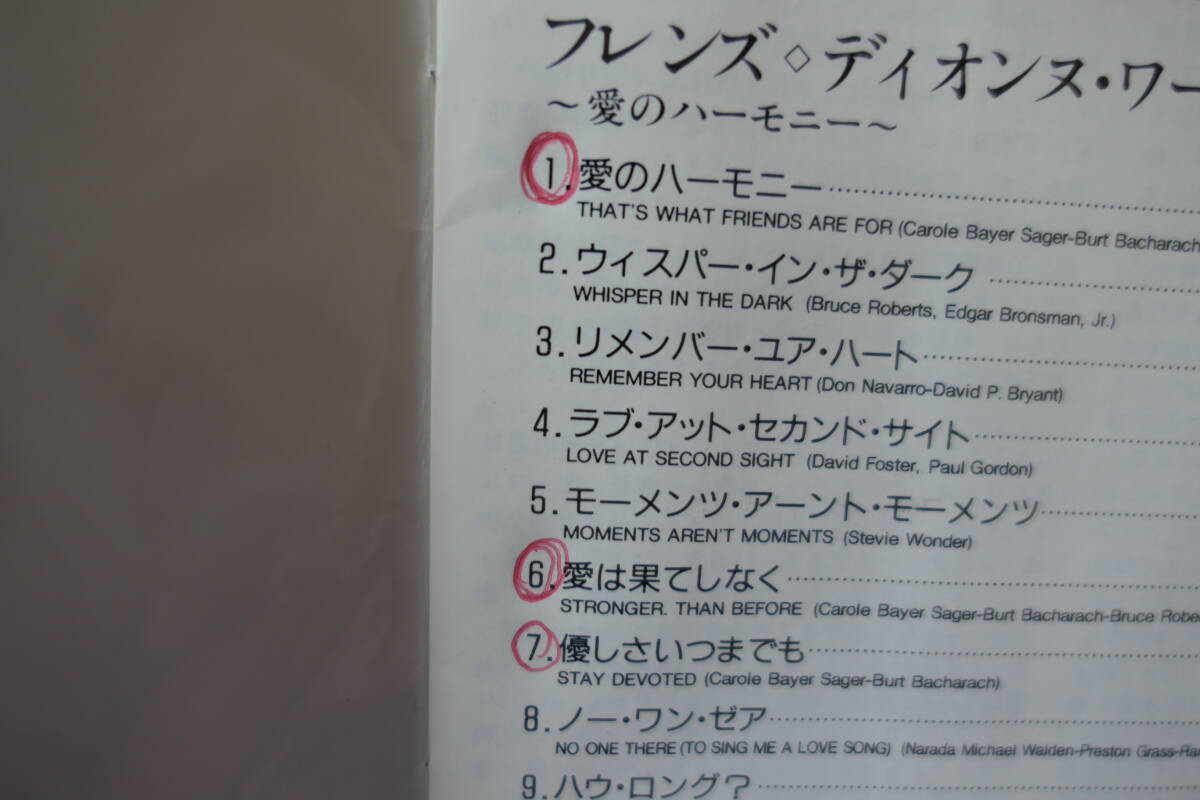 フレンズ◇ディオンヌ・ワー
～愛のハーモニー～
1.愛のハーモニー
THAT'S WHAT FRIENDS ARE FOR (Carole Bayer Sager-Burt Bacharach
2.ウィスパー・イン・ザ・ダーク
WHISPER IN THE DARK (Bruce Roberts, Edgar Bronsman, Jr.)
3.リメンバー・ユア・ハート
REMEMBER YOUR HEART (Don Navarro-David P. Bryant)
4.ラブ・アット・セカンド・サイト
LOVE AT SECOND SIGHT (David Foster, Paul Gordon)
5.モーメンツ・アーント・モーメンツ
MOMENTS AREN'T MOMENTS (Stevie Wonder)
6.愛は果てしなく
STRONGER. THAN BEFORE (Carole Bayer Sager-Burt Bacharach-Bruce Robe
7.優しさいつまでも
STAY DEVOTED (Carole Bayer Sager-Burt Bacharach)
8.ノー・ワン・ゼア
NO ONE THERE (TO SING ME A LOVE SONG) (Narada Michael Walden-Preston Grass-Ra
9.ハウ・ロング?